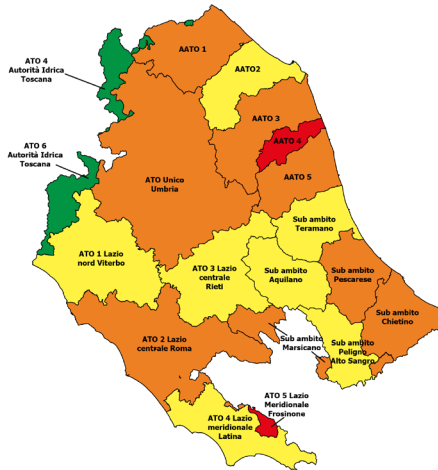 AATO 1
ATO 4
Autorità Idrica
Toscana
AATO2
AATO 3
AATO 4
ATO 6
Autorità Idrica
Toscana
AATO 5
ATO Unico
Umbria
Sub ambito
Teramano
ATO 1 Lazio
nord Viterbo
ATO 3 Lazio
centrale
Rieti
Sub ambito
Aquilano
Sub ambito
Pescarese
Sub ambito
Chietino
ATO 2 Lazio
centrale Roma
Sub ambito
Marsicano
Sub ambito
Peligno
Alto Sangro
ATO 5 Lazio
Meridionale
Frosinone
ATO 4 Lazio
meridionale
Latina